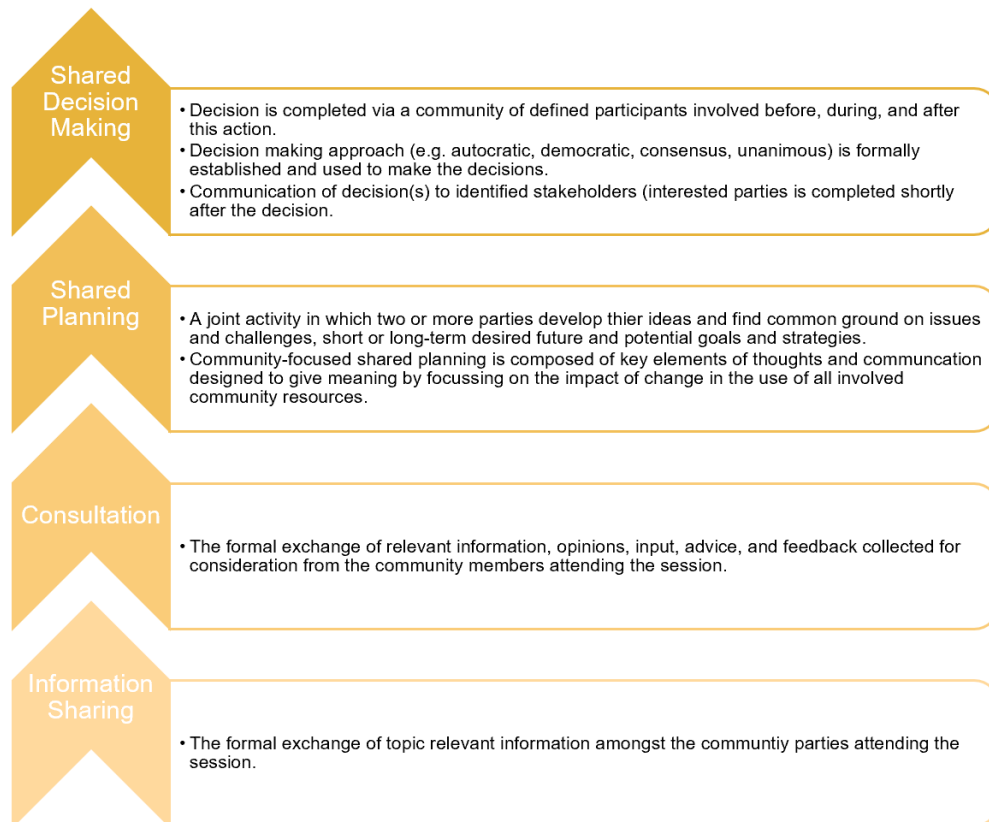 Shared
Decision
Making
• Decision is completed via a community of defined participants involved before, during, and after
this action.
• Decision making approach (e.g. autocratic, democratic, consensus, unanimous) is formally
established and used to make the decisions.
• Communication of decision(s) to identified stakeholders (interested parties is completed shortly
after the decision.
Shared
Planning
• A joint activity in which two or more parties develop thier ideas and find common ground on issues
and challenges, short or long-term desired future and potential goals and strategies.
• Community-focused shared planning is composed of key elements of thoughts and communcation
designed to give meaning by focussing on the impact of change in the use of all involved
community resources.
Consultation
• The formal exchange of relevant information, opinions, input, advice, and feedback collected for
consideration from the community members attending the session.
Information
Sharing
• The formal exchange of topic relevant information amongst the communtiy parties attending the
session.